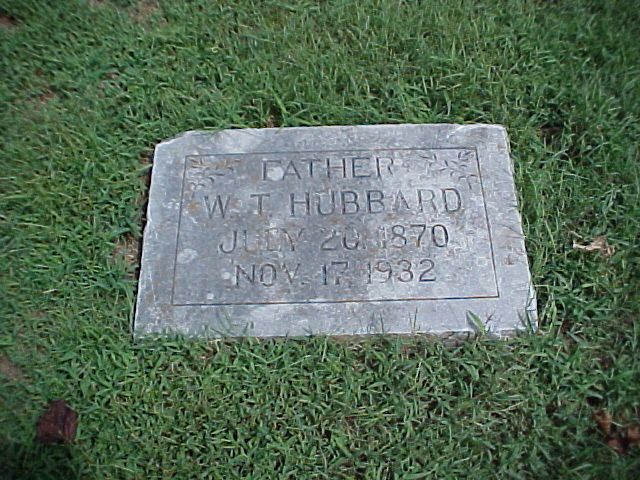 FATHER
W. T. HUBBARD
JULY 20, 1870
NOV. 17, 1932